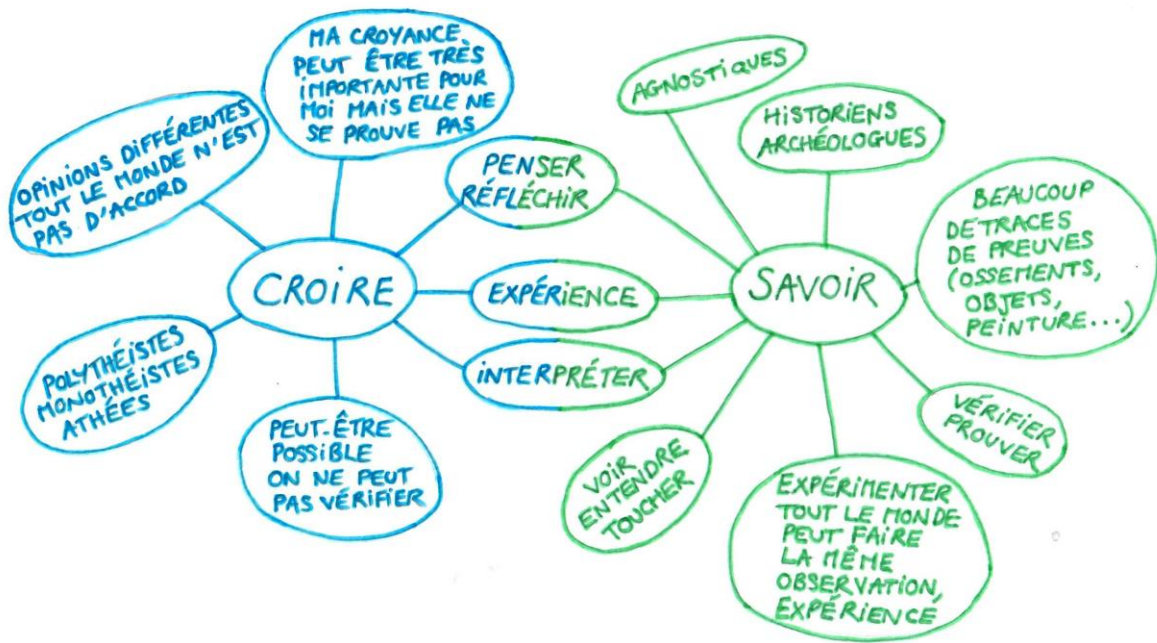 MA CROYANCE
PEUT ÊTRE TRÈS
IMPORTANTE POUR
MOI MAIS ELLE NE
SE PROUVE PAS
OPINIONS DIFFÉRENTES
TOUT LE MONDE N'EST
PAS D'ACCORD
CROIRE
POLYTHÉISTES
MONOTHÉISTES
ATHÉES
PEUT-ÊTRE
POSSIBLE
ON NE PEUT
PAS VÉRIFIER
PENSER
RÉFLÉCHIR
EXPÉRIENCE
INTERPRÉTER
AGNOSTIQUES
HISTORIENS
ARCHÉOLOGUES
SAVOIR
BEAUCOUP
DE TRACES
DE PREUVES
(OSSEMENTS,
OBJETS,
PEINTURE...)
VÉRIFIER
PROUVER
VOIR
ENTENDRE
TOUCHER
EXPÉRIMENTER
TOUT LE MONDE
PEUT FAIRE
LA MÊME
OBSERVATION,
EXPÉRIENCE